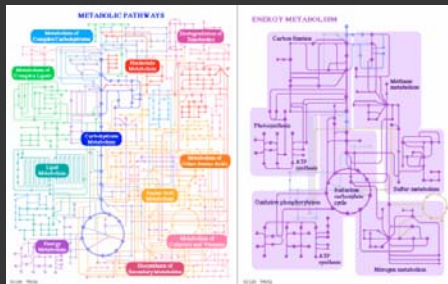 METABOLIC PATHWAYS
Metabolism of
Complex Carbohydrates
Biodegradation of
Xenobiotics
Nucleotide
Metabolism
Metabolism of
Complex Lipids
Carbohydrate
Metabolism
Lipid
Metabolism
Metabolism of
Other Amino Acids
Amino Acid
Metabolism
Energy
Metabolism
Metabolism of
Cofactors and Vitamins
Biosynthesis of
Secondary Metabolites
ENERGY METABOLISM
Carbon fixation
Methane
metabolism
Photosynthesis
ATP
synthesis
Reductive
carboxylate
cycle
Sulfur metabolism
Oxidative phosphorylation
ATP
synthesis
Nitrogen metabolism